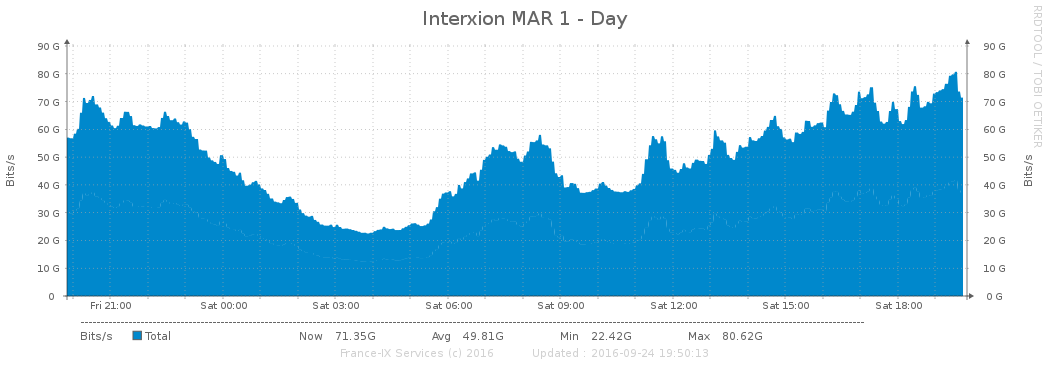 Interxion MAR 1 - Day
RRDTOOL / TOBI OETIKER
90 G 90 G
80 G 80 G
70 G 70 G
60 G 60 G
50 G 50 G
40 G 40 G
30 G 30 G
20 G 20 G
10 G 10 G
0 0 G
Bits/s Bits/s
Fri 21:00 Sat 00:00 Sat 03:00 Sat 06:00 Sat 09:00 Sat 12:00 Sat 15:00 Sat 18:00
Bits/s Total Now 71.35G Avg 49.81G Min 22.42G Max 80.62G
France-IX Services (c) 2016 Updated : 2016-09-24 19:50:13